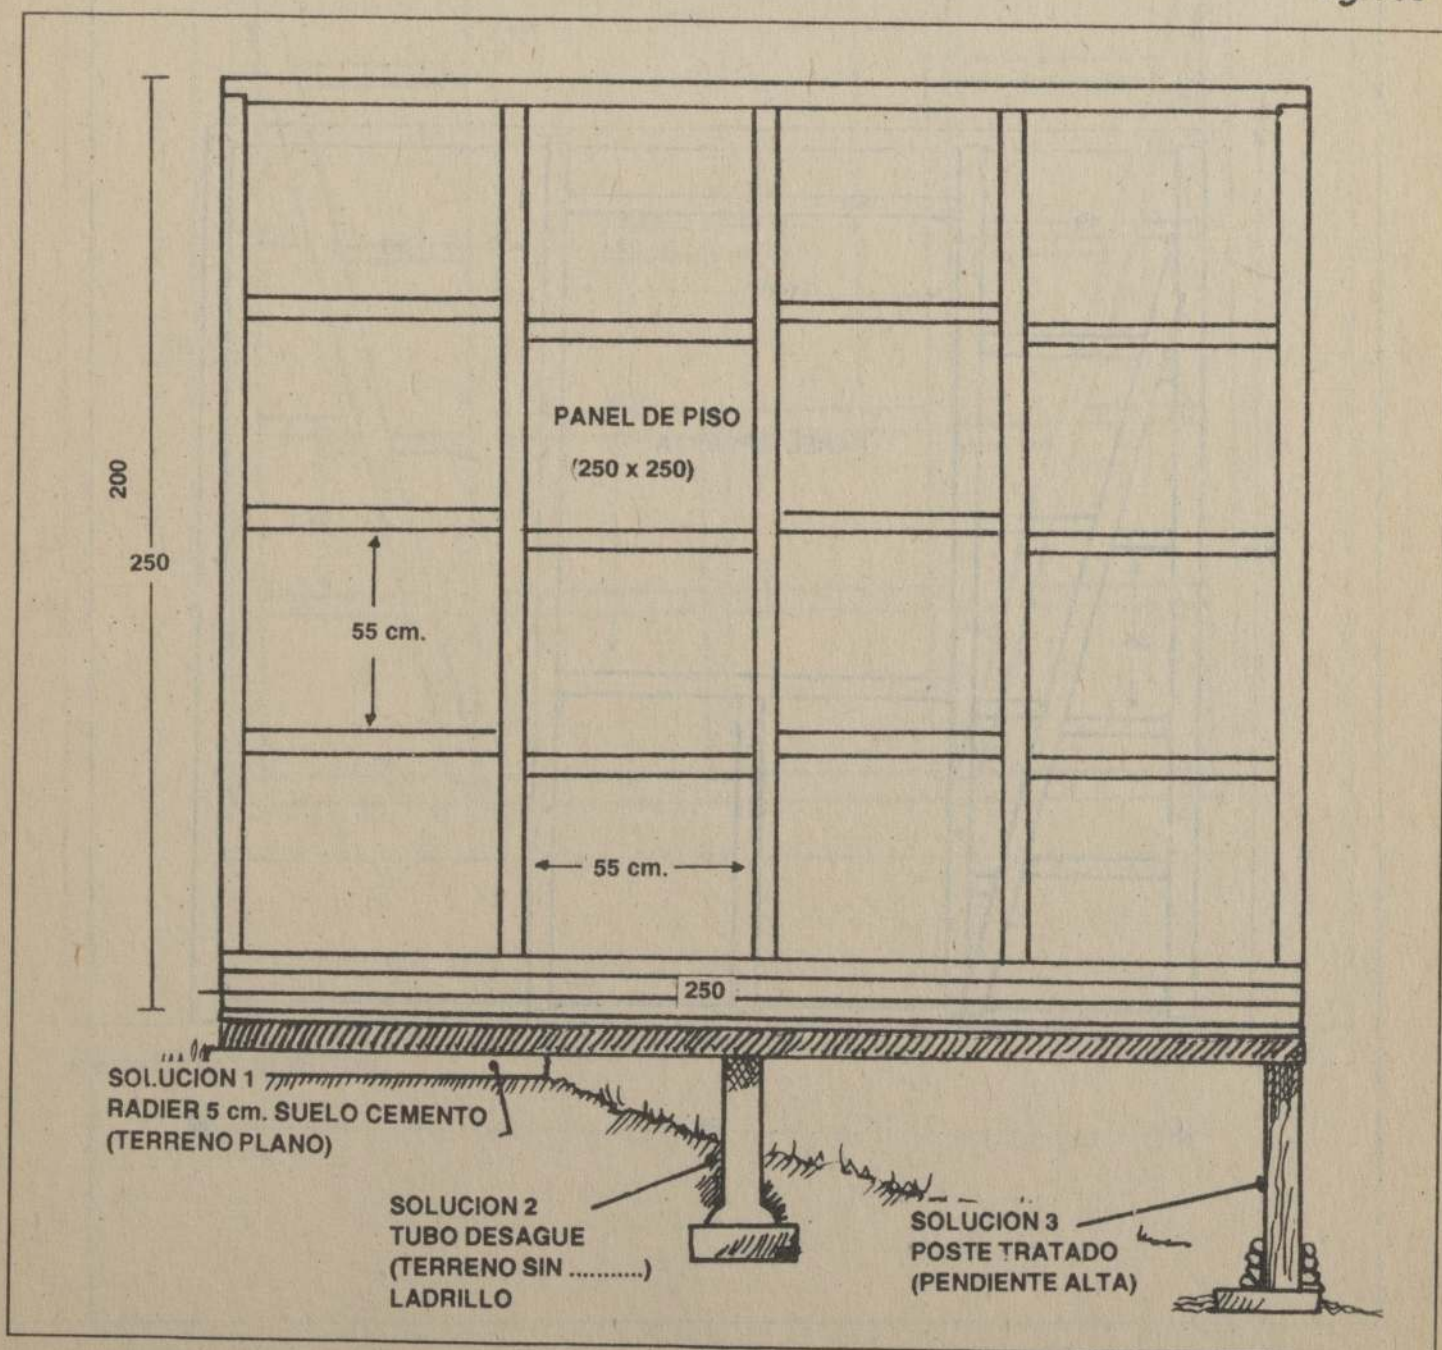 PANEL DE PISO
(250 x 250)
200
250
55 cm.
55 cm.
250
SOLUCION 1
RADIER 5 cm. SUELO CEMENTO
(TERRENO PLANO)
SOLUCION 2
TUBO DESAGUE
(TERRENO SIN ...........)
LADRILLO
SOLUCION 3
POSTE TRATADO
(PENDIENTE ALTA)